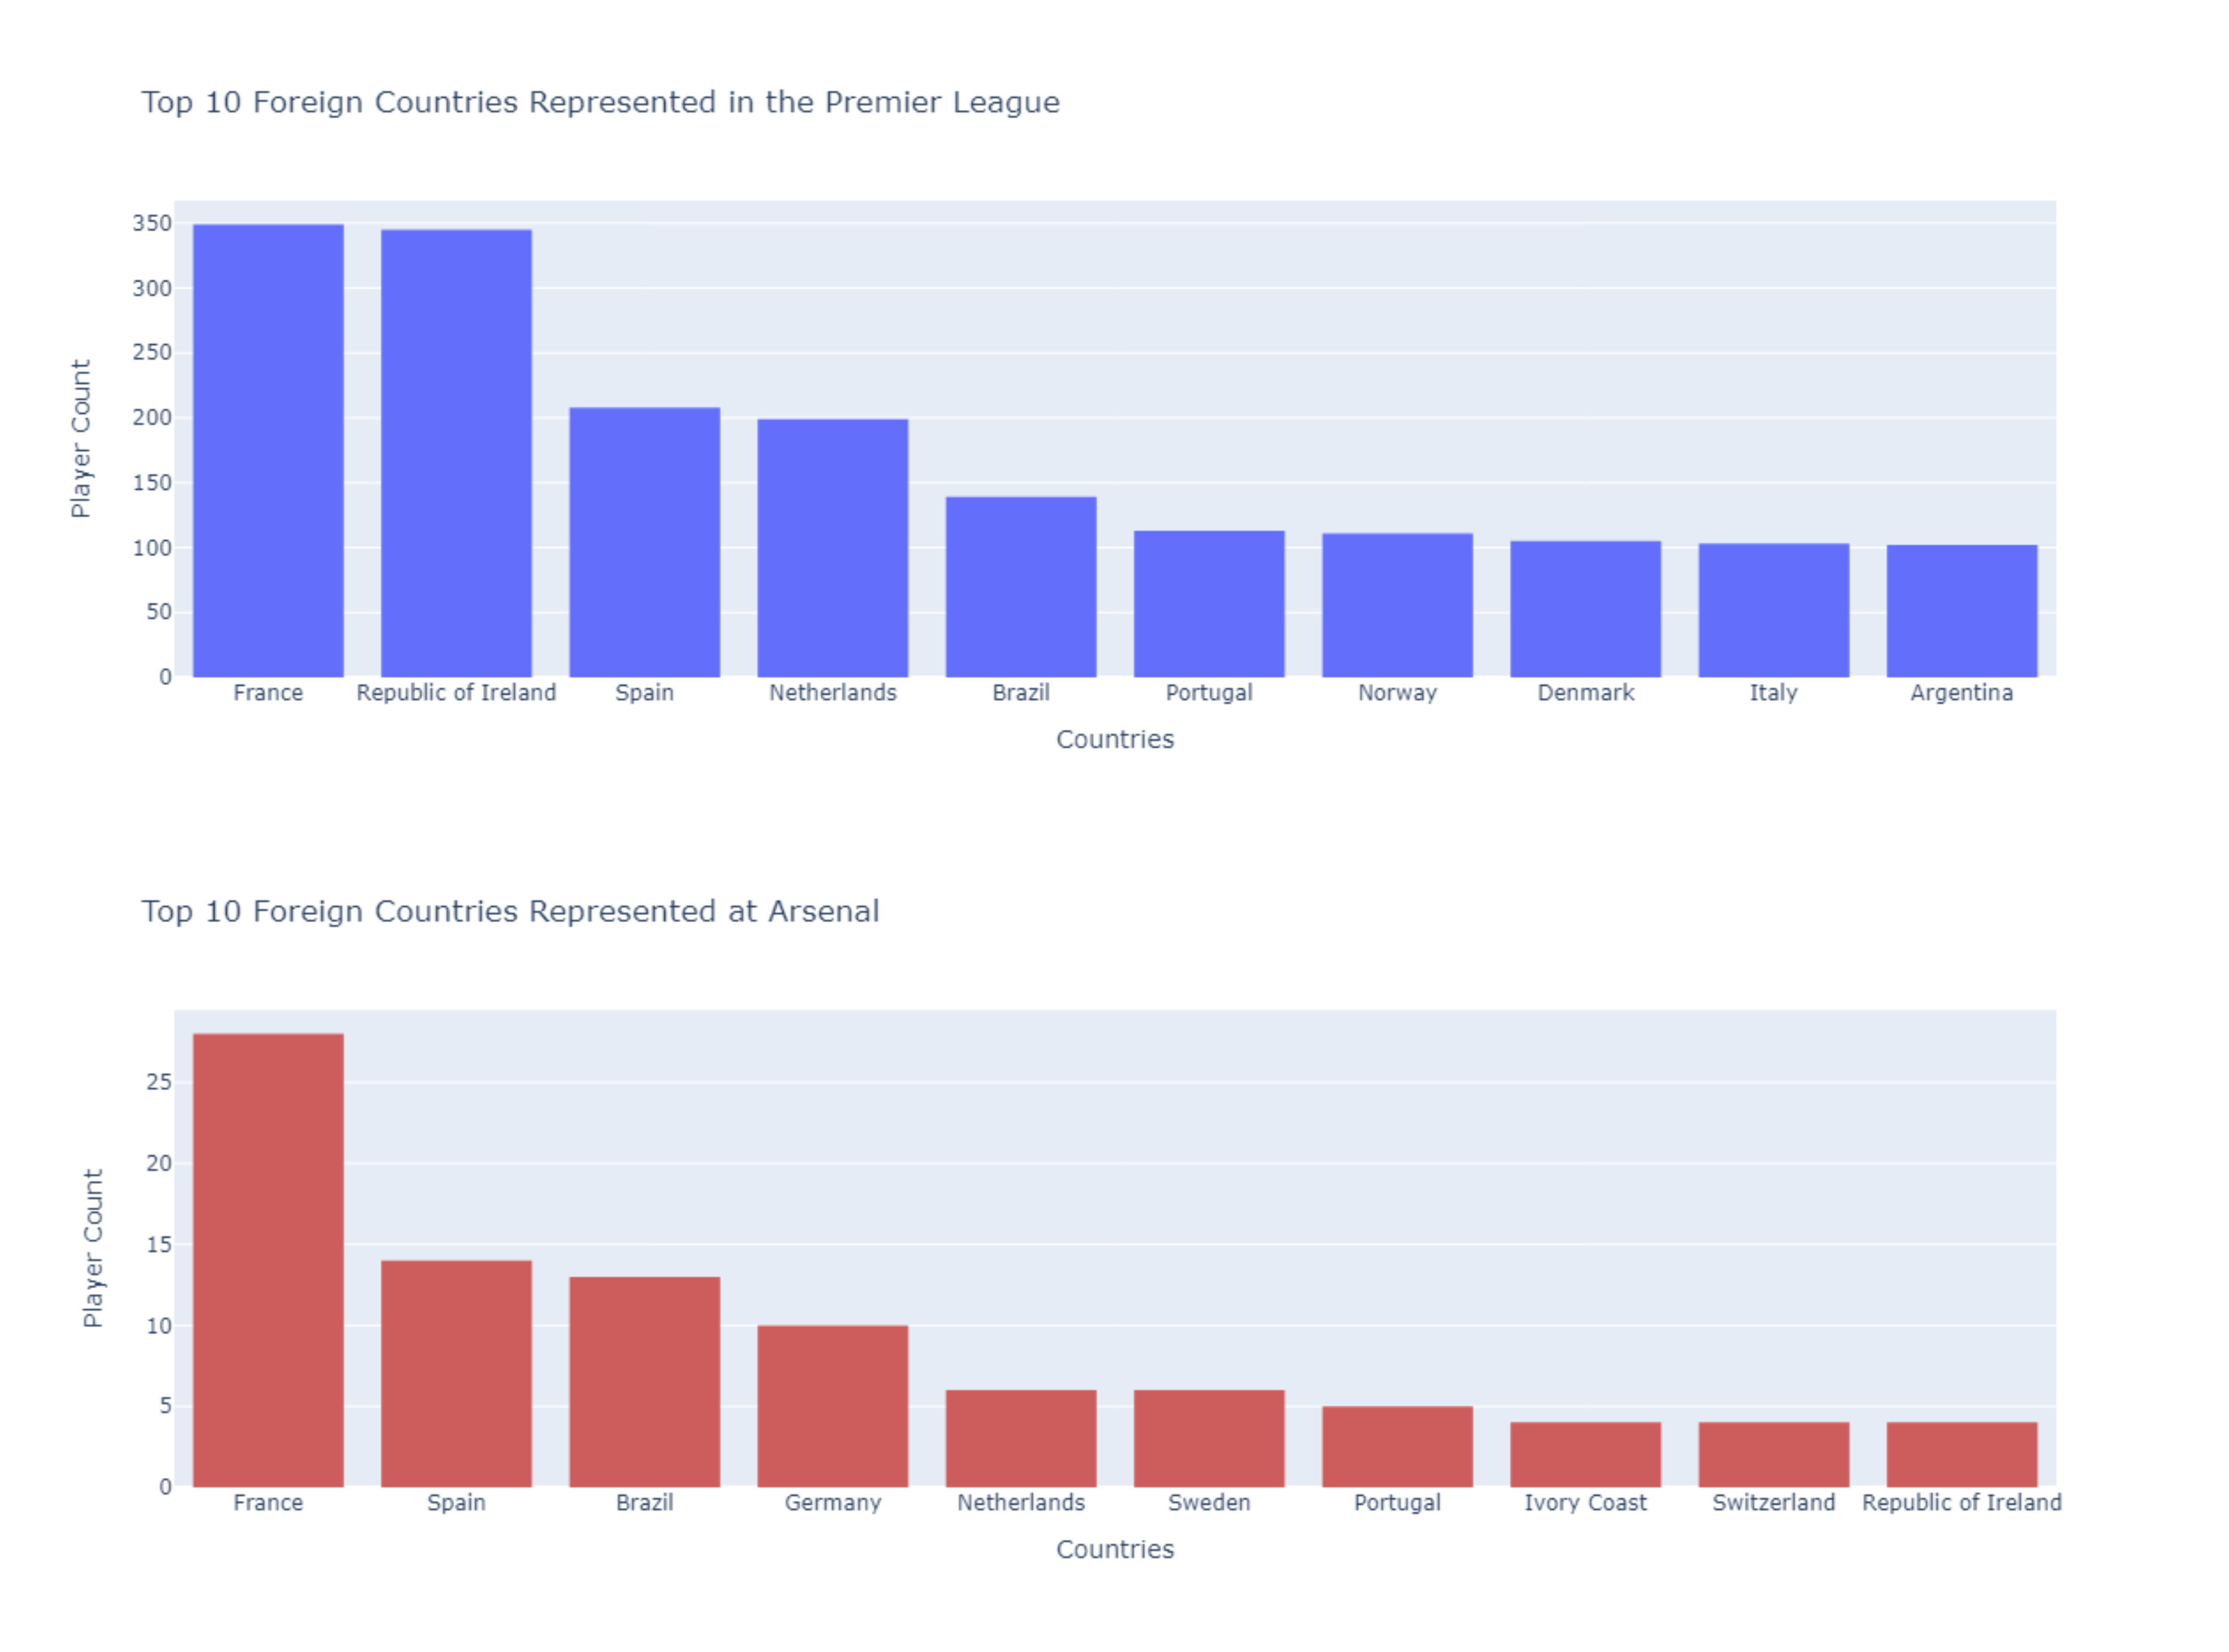 Top 10 Foreign Countries Represented in the Premier League
350
300
250
200
150
100
50
0
Player Count
France Republic of Ireland Spain Netherlands Brazil Portugal Norway Denmark Italy Argentina
Countries
Top 10 Foreign Countries Represented at Arsenal
25
20
15
10
5
0
Player Count
France Spain Brazil Germany Netherlands Sweden Portugal Ivory Coast Switzerland Republic of Ireland
Countries